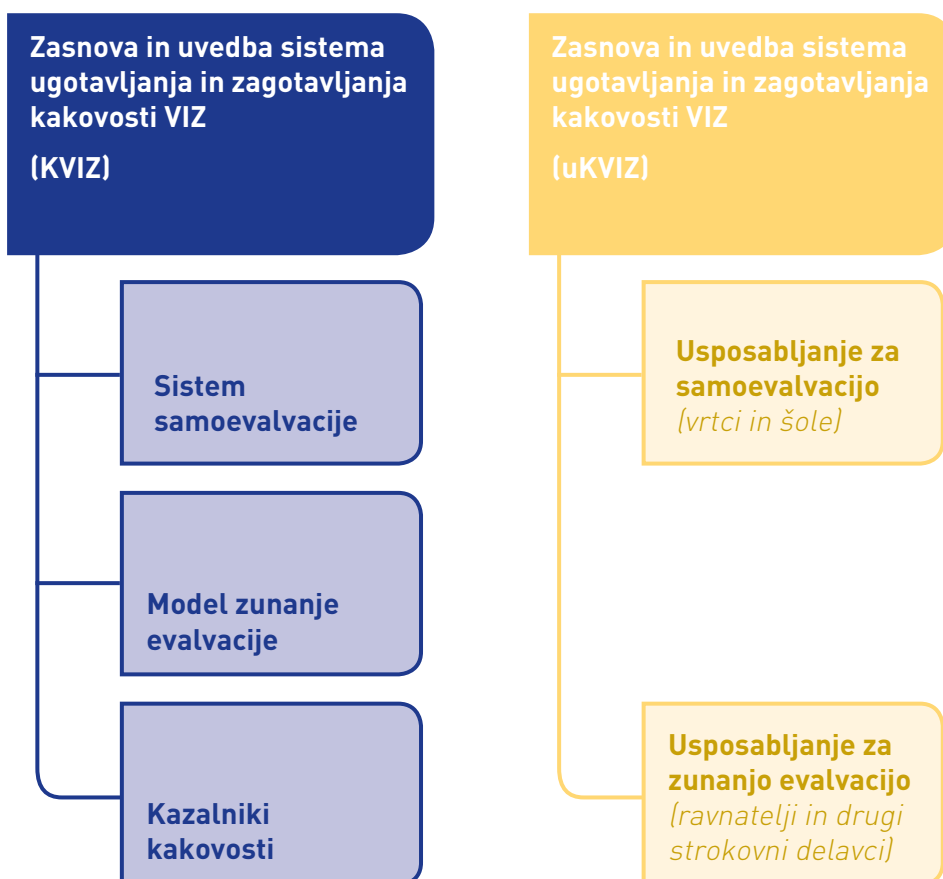 Zasnova in uvedba sistema
ugotavljanja in zagotavljanja
kakovosti VIZ
(KVIZ)
Sistem
samoevalvacije
Model zunanje
evalvacije
Kazalniki
kakovosti
Zasnova in uvedba sistema
ugotavljanja in zagotavljanja
kakovosti VIZ
(uKVIZ)
Usposabljanje za
samoevalvacijo
(vrtci in šole)
Usposabljanje za
zunanjo evalvacijo
(ravnatelji in drugi
strokovni delavci)